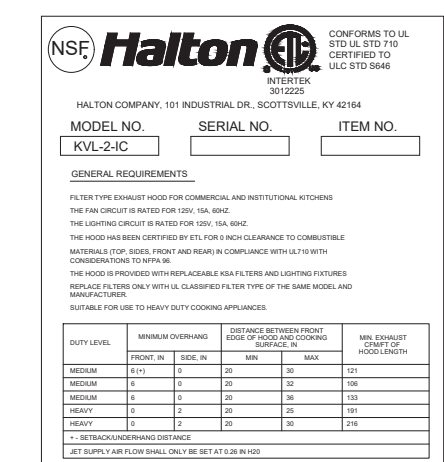 NSF®
Halton
ETL
INTERTEK
3012225
CONFORMS TO UL
STD UL STD 710
CERTIFIED TO
ULC STD S646
HALTON COMPANY, 101 INDUSTRIAL DR., SCOTTSVILLE, KY 42164
MODEL NO. SERIAL NO. ITEM NO.
KVL-2-IC
GENERAL REQUIREMENTS
FILTER TYPE EXHAUST HOOD FOR COMMERCIAL AND INSTITUTIONAL KITCHENS
THE FAN CIRCUIT IS RATED FOR 125V, 15A, 60HZ.
THE LIGHTING CIRCUIT IS RATED FOR 125V, 15A, 60HZ.
THE HOOD HAS BEEN CERTIFIED BY ETL FOR 0 INCH CLEARANCE TO COMBUSTIBLE
MATERIALS (TOP, SIDES, FRONT AND REAR) IN COMPLIANCE WITH UL710 WITH
CONSIDERATIONS TO NFPA 96.
THE HOOD IS PROVIDED WITH REPLACEABLE KSA FILTERS AND LIGHTING FIXTURES
REPLACE FILTERS ONLY WITH UL CLASSIFIED FILTER TYPE OF THE SAME MODEL AND
MANUFACTURER.
SUITABLE FOR USE TO HEAVY DUTY COOKING APPLIANCES.
DUTY LEVEL
MINIMUM OVERHANG
DISTANCE BETWEEN FRONT
EDGE OF HOOD AND COOKING
SURFACE, IN
MIN. EXHAUST
CFM/FT OF
HOOD LENGTH
FRONT, IN SIDE, IN MIN MAX
MEDIUM 6 (+) 0 20 30 121
MEDIUM 6 0 20 32 106
MEDIUM 6 0 20 36 133
HEAVY 0 2 20 25 191
HEAVY 0 2 20 30 216
+ - SETBACK/UNDERHANG DISTANCE
JET SUPPLY AIR FLOW SHALL ONLY BE SET AT 0.26 IN H20